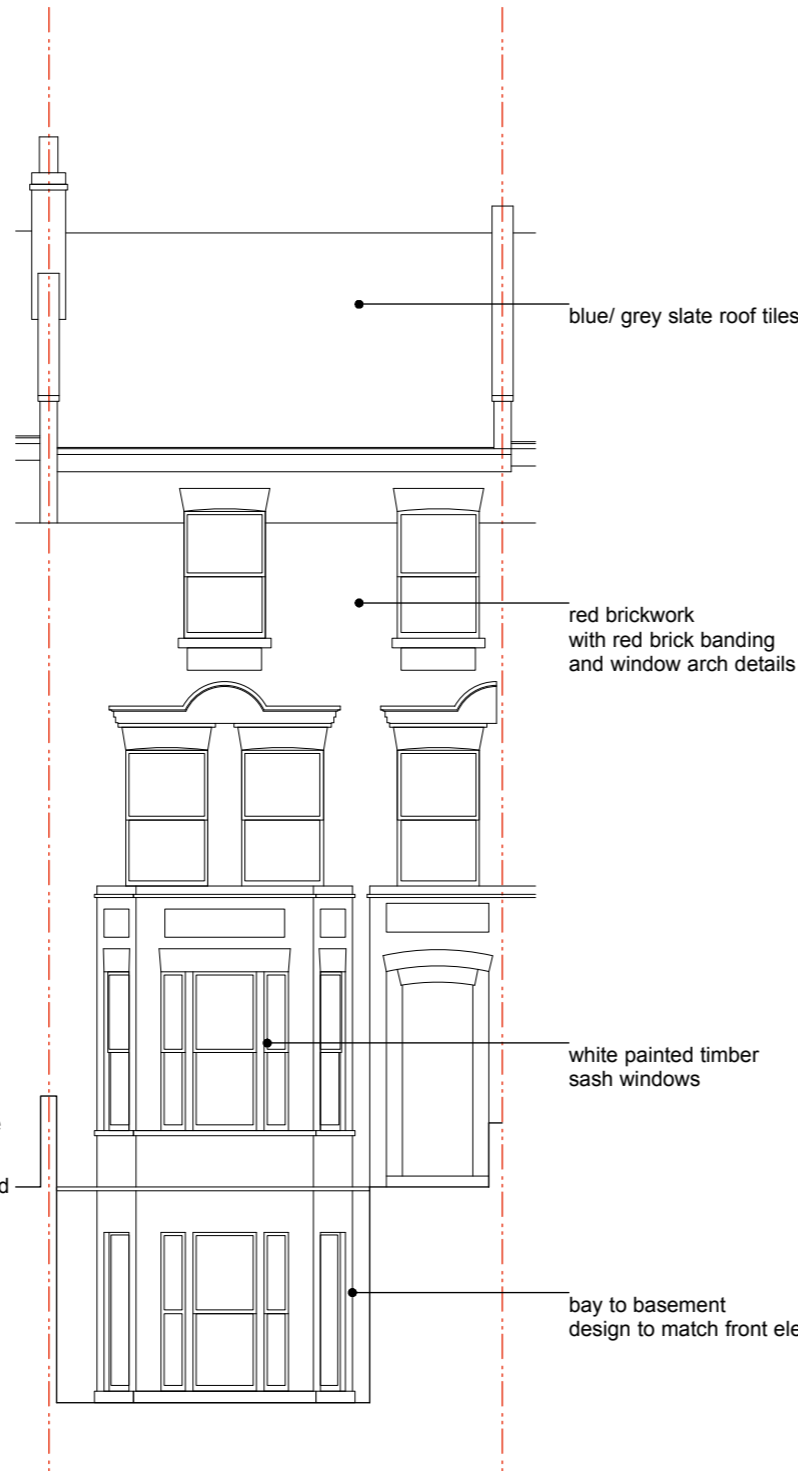 blue/ grey slate roof tiles
red brickwork
with red brick banding
and window arch details
white painted timber
sash windows
bay to basement
design to match front ele